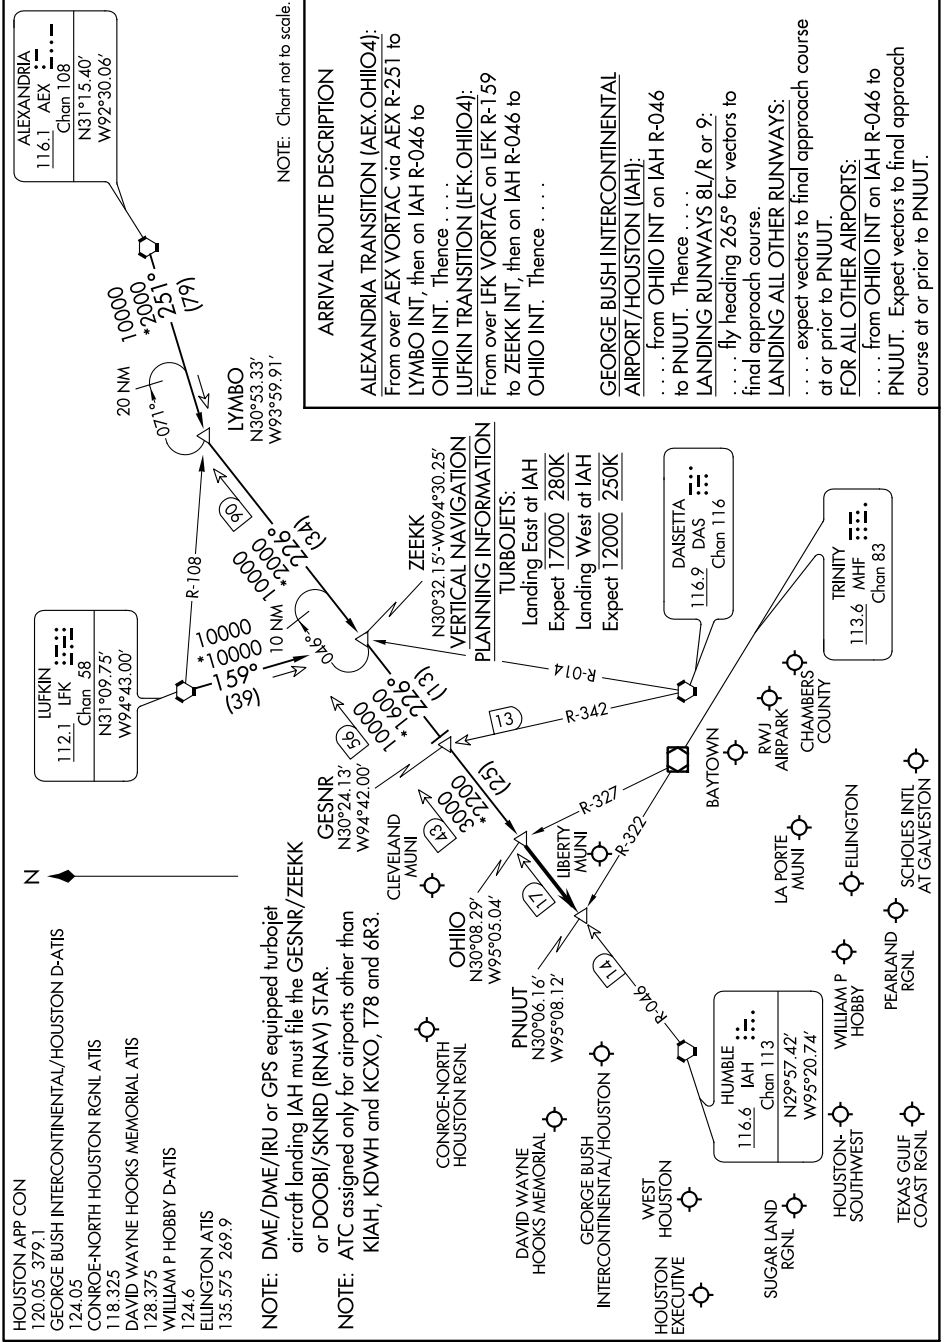 HOUSTON APP CON
120.05 379.1
GEORGE BUSH INTERCONTINENTAL/HOUSTON D-ATIS
124.05
CONROE-NORTH HOUSTON RGNL ATIS
118.325
DAVID WAYNE HOOKS MEMORIAL ATIS
128.375
WILLIAM P HOBBY D-ATIS
124.6
ELLINGTON ATIS
135.575 269.9
N
NOTE: DME/DME/IRU or GPS equipped turbojet
aircraft landing IAH must file the GESNR/ZEEKK
or DOOBI/SKNRD (RNAV) STAR.
NOTE: ATC assigned only for airports other than
KIAH, KDWH and KCXO, T78 and 6R3.
LUFKIN
112.1 LFK
Chan 58
N31°09.75'
W94°43.00'
ALEXANDRIA
116.1 AEX
Chan 108
N31°15.40'
W92°30.06'
NOTE: Chart not to scale.
10000
*2000
251°
(79)
20 NM
071°
LYMBO
N30°53.33'
W93°59.91'
R-108
90
10000
*2000
226°
(34)
10000
*10000
159°
(39)
10 NM
046°
ZEEKK
N30°32.15'-W094°30.25'
VERTICAL NAVIGATION
PLANNING INFORMATION
TURBOJETS:
Landing East at IAH
Expect 17000 280K
Landing West at IAH
Expect 12000 250K
56
10000
*1600
226°
(13)
GESNR
N30°24.13'
W94°42.00'
R-014
13
R-342
DAISETTA
116.9 DAS
Chan 116
43
3000
*2200
(25)
CLEVELAND
MUNI
OHIIO
N30°08.29'
W95°05.04'
17
LIBERTY
MUNI
R-327
R-322
TRINITY
113.6 MHF
Chan 83
PNUUT
N30°06.16'
W95°08.12'
14
R-046
HUMBLE
116.6 IAH
Chan 113
N29°57.42'
W95°20.74'
BAYTOWN
RWJ
AIRPARK
CHAMBERS
COUNTY
CONROE-NORTH
HOUSTON RGNL
DAVID WAYNE
HOOKS MEMORIAL
GEORGE BUSH
INTERCONTINENTAL/HOUSTON
LA PORTE
MUNI
ELLINGTON
SCHOLES INTL
AT GALVESTON
PEARLAND
RGNL
WILLIAM P
HOBBY
WEST
HOUSTON
HOUSTON
EXECUTIVE
SUGAR LAND
RGNL
HOUSTON-
SOUTHWEST
TEXAS GULF
COAST RGNL
ARRIVAL ROUTE DESCRIPTION
ALEXANDRIA TRANSITION (AEX.OHIIO4):
From over AEX VORTAC via AEX R-251 to
LYMBO INT, then on IAH R-046 to
OHIIO INT. Thence . . . .
LUFKIN TRANSITION (LFK.OHIIO4):
From over LFK VORTAC on LFK R-159
to ZEEKK INT, then on IAH R-046 to
OHIIO INT. Thence . . . .
GEORGE BUSH INTERCONTINENTAL
AIRPORT/HOUSTON (IAH):
. . . . from OHIIO INT on IAH R-046
to PNUUT. Thence . . . .
LANDING RUNWAYS 8L/R or 9:
. . . . fly heading 265° for vectors to
final approach course.
LANDING ALL OTHER RUNWAYS:
. . . . expect vectors to final approach course
at or prior to PNUUT.
FOR ALL OTHER AIRPORTS:
. . . . from OHIIO INT on IAH R-046 to
PNUUT. Expect vectors to final approach
course at or prior to PNUUT.